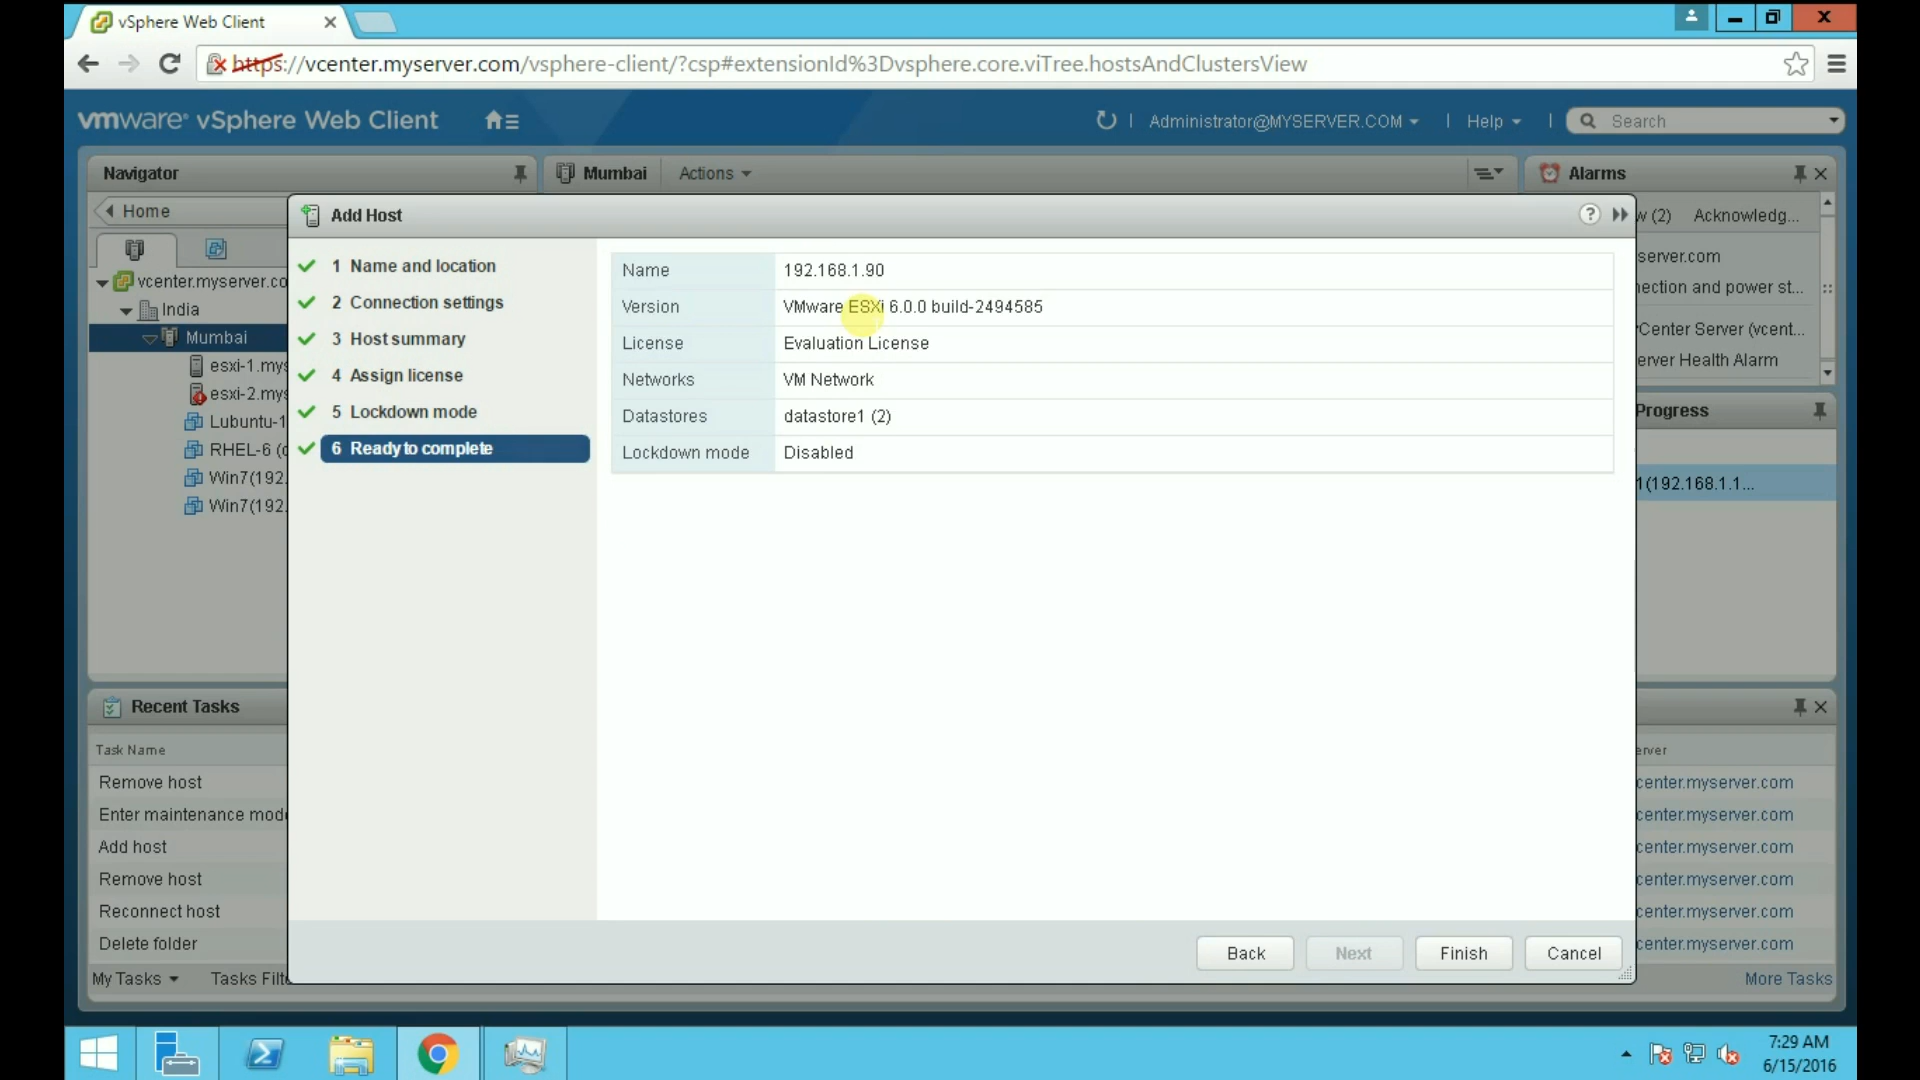 vSphere Web Client
https://vcenter.myserver.com/vsphere-client/?csp#extensionId%3Dvsphere.core.viTree.hostsAndClustersView
vmware® vSphere Web Client
Administrator@MYSERVER.COM
Help
Search
Navigator
Mumbai
Actions
Alarms
Home
vcenter.myserver.co
India
Mumbai
esxi-1.mys
esxi-2.mys
Lubuntu-1
RHEL-6 (
Win7(192.
Win7(192.
Add Host
1 Name and location
2 Connection settings
3 Host summary
4 Assign license
5 Lockdown mode
6 Ready to complete
Name 192.168.1.90
Version VMware ESXi 6.0.0 build-2494585
License Evaluation License
Networks VM Network
Datastores datastore1 (2)
Lockdown mode Disabled
Back
Next
Finish
Cancel
w (2) Acknowledg...
server.com
nection and power st...
Center Server (vcent...
erver Health Alarm
Progress
1(192.168.1.1...
Recent Tasks
Task Name
Remove host
Enter maintenance mod
Add host
Remove host
Reconnect host
Delete folder
My Tasks
Tasks Filt
erver
center.myserver.com
center.myserver.com
center.myserver.com
center.myserver.com
center.myserver.com
center.myserver.com
More Tasks
7:29 AM
6/15/2016